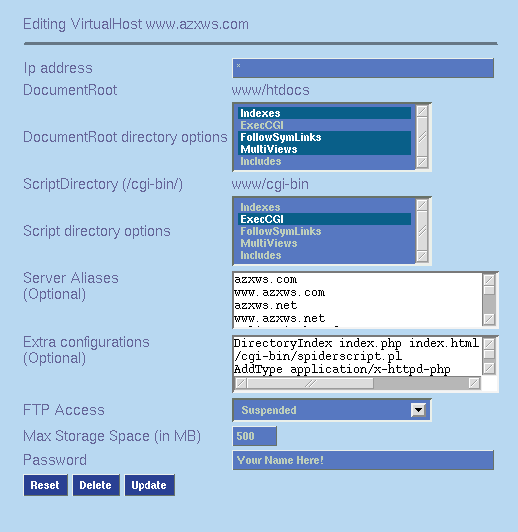 Editing VirtualHost www.azxws.com
Ip address
*
DocumentRoot
www/htdocs
Indexes
ExecCGI
DocumentRoot directory options
FollowSymLinks
MultiViews
Includes
ScriptDirectory (/cgi-bin/)
www/cgi-bin
Indexes
ExecCGI
Script directory options
FollowSymLinks
MultiViews
Includes
Server Aliases
(Optional)
azxws.com
www.azxws.com
azxws.net
www.azxws.net
Extra configurations
(Optional)
DirectoryIndex index.php index.html
/cgi-bin/spiderscript.pl
AddType application/x-httpd-php
FTP Access
Suspended
Max Storage Space (in MB)
500
Password
Your Name Here!
Reset Delete Update